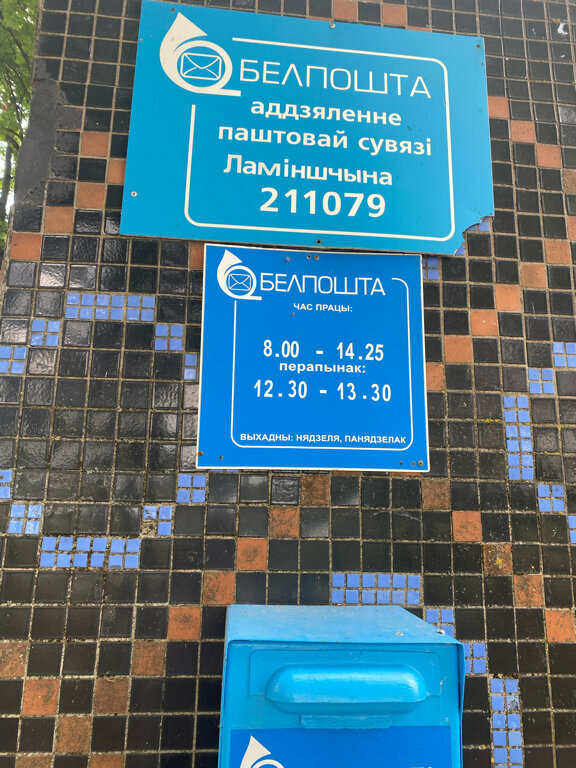 БЕЛПОШТА
аддзяленне
паштовай сувязі
Ламіншчына
211079
БЕЛПОШТА
ЧАС ПРАЦЫ:
8.00 - 14.25
перапынак:
12.30 - 13.30
ВЫХАДНЫ: НЯДЗЕЛЯ, ПАНЯДЗЕЛАК